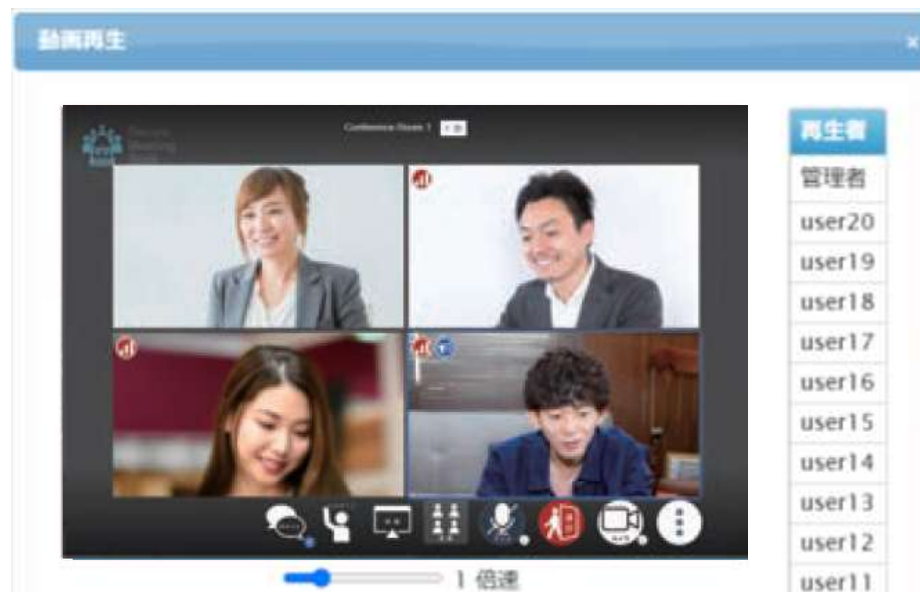 動画再生
×
Conference Room 1
再生者
管理者
user20
user19
user18
user17
user16
user15
user14
user13
user12
user11
1 倍速